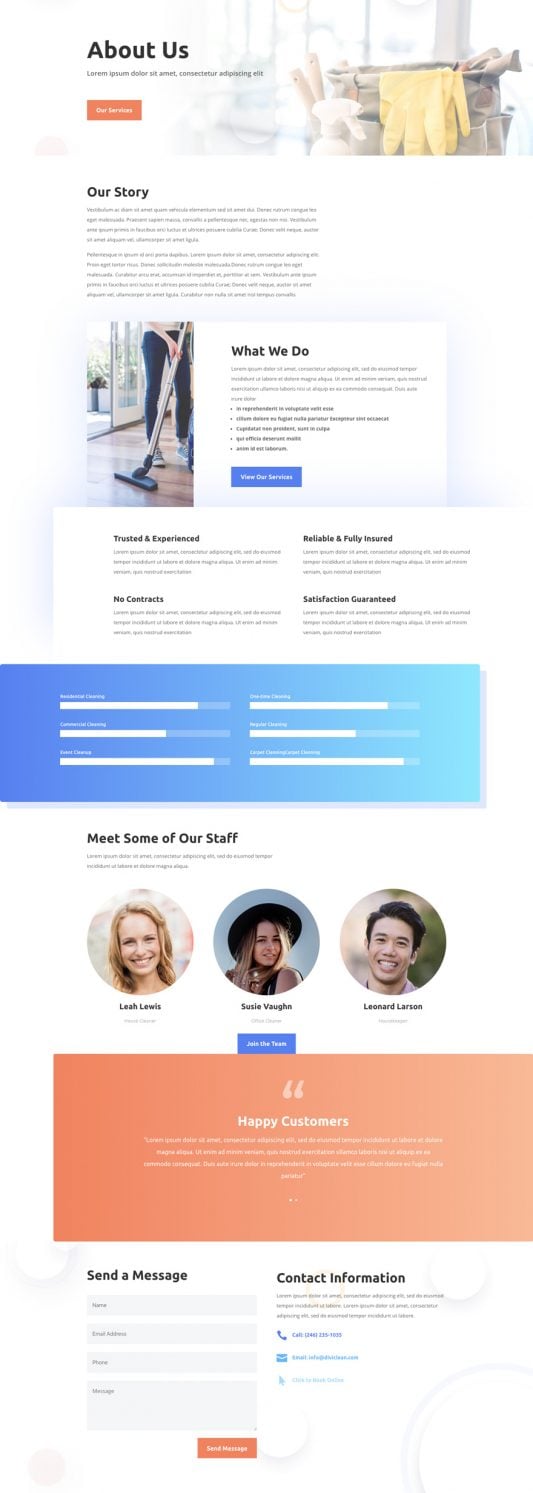 About Us
Lorem ipsum dolor sit amet, consectetur adipiscing elit
Our Services
Our Story
Vestibulum ac diam sit amet quam vehicula elementum sed sit amet dui. Donec rutrum congue leo
eget malesuada. Praesent sapien massa, convallis a pellentesque nec, egestas non nisi. Vestibulum
ante ipsum primis in faucibus orci luctus et ultrices posuere cubilia Curae; Donec velit neque, auctor
sit amet aliquam vel, ullamcorper sit amet ligula.
Pellentesque in ipsum id orci porta dapibus. Lorem ipsum dolor sit amet, consectetur adipiscing elit.
Proin eget tortor risus. Donec sollicitudin molestie malesuada.Donec rutrum congue leo eget
malesuada. Curabitur arcu erat, accumsan id imperdiet et, porttitor at sem. Vestibulum ante ipsum
primis in faucibus orci luctus et ultrices posuere cubilia Curae; Donec velit neque, auctor sit amet
aliquam vel, ullamcorper sit amet ligula. Curabitur non nulla sit amet nisl tempus convallis
What We Do
Lorem ipsum dolor sit amet, consectetur adipiscing elit, sed do eiusmod tempor
incididunt ut labore et dolore magna aliqua. Ut enim ad minim veniam, quis nostrud
exercitation ullamco laboris nisi ut aliquip ex ea commodo consequat. Duis aute
irure dolor
in reprehenderit in voluptate velit esse
cillum dolore eu fugiat nulla pariatur Excepteur sint occaecat
Cupidatat non proident, sunt in culpa
qui officia deserunt mollit
anim id est laborum.
View Our Services
Trusted & Experienced
Lorem ipsum dolor sit amet, consectetur adipiscing elit, sed do eiusmod
tempor incididunt ut labore et dolore magna aliqua. Ut enim ad minim
veniam, quis nostrud exercitation
Reliable & Fully Insured
Lorem ipsum dolor sit amet, consectetur adipiscing elit, sed do eiusmod
tempor incididunt ut labore et dolore magna aliqua. Ut enim ad minim
veniam, quis nostrud exercitation
No Contracts
Lorem ipsum dolor sit amet, consectetur adipiscing elit, sed do eiusmod
tempor incididunt ut labore et dolore magna aliqua. Ut enim ad minim
veniam, quis nostrud exercitation
Satisfaction Guaranteed
Lorem ipsum dolor sit amet, consectetur adipiscing elit, sed do eiusmod
tempor incididunt ut labore et dolore magna aliqua. Ut enim ad minim
veniam, quis nostrud exercitation
Residential Cleaning
One-time Cleaning
Commercial Cleaning
Regular Cleaning
Event Cleanup
Carpet CleaningCarpet Cleaning
Meet Some of Our Staff
Lorem ipsum dolor sit amet, consectetur adipiscing elit, sed do eiusmod tempor
incididunt ut labore et dolore magna aliqua.
Leah Lewis
House Cleaner
Susie Vaughn
Office Cleaner
Leonard Larson
Housekeeper
Join the Team
“
Happy Customers
"Lorem ipsum dolor sit amet, consectetur adipiscing elit, sed do eiusmod tempor incididunt ut labore et dolore
magna aliqua. Ut enim ad minim veniam, quis nostrud exercitation ullamco laboris nisi ut aliquip ex ea
commodo consequat. Duis aute irure dolor in reprehenderit in voluptate velit esse cillum dolore eu fugiat nulla
pariatur"
Send a Message
Name
Email Address
Phone
Message
Send Message
Contact Information
Lorem ipsum dolor sit amet, consectetur adipiscing elit, sed do eiusmod tempor
incididunt ut labore et dolore. Lorem ipsum dolor sit amet, consectetur
adipiscing elit, sed do eiusmod tempor incididunt ut labore.
Call: (246) 235-1035
Email: info@diviclean.com
Click to Book Online